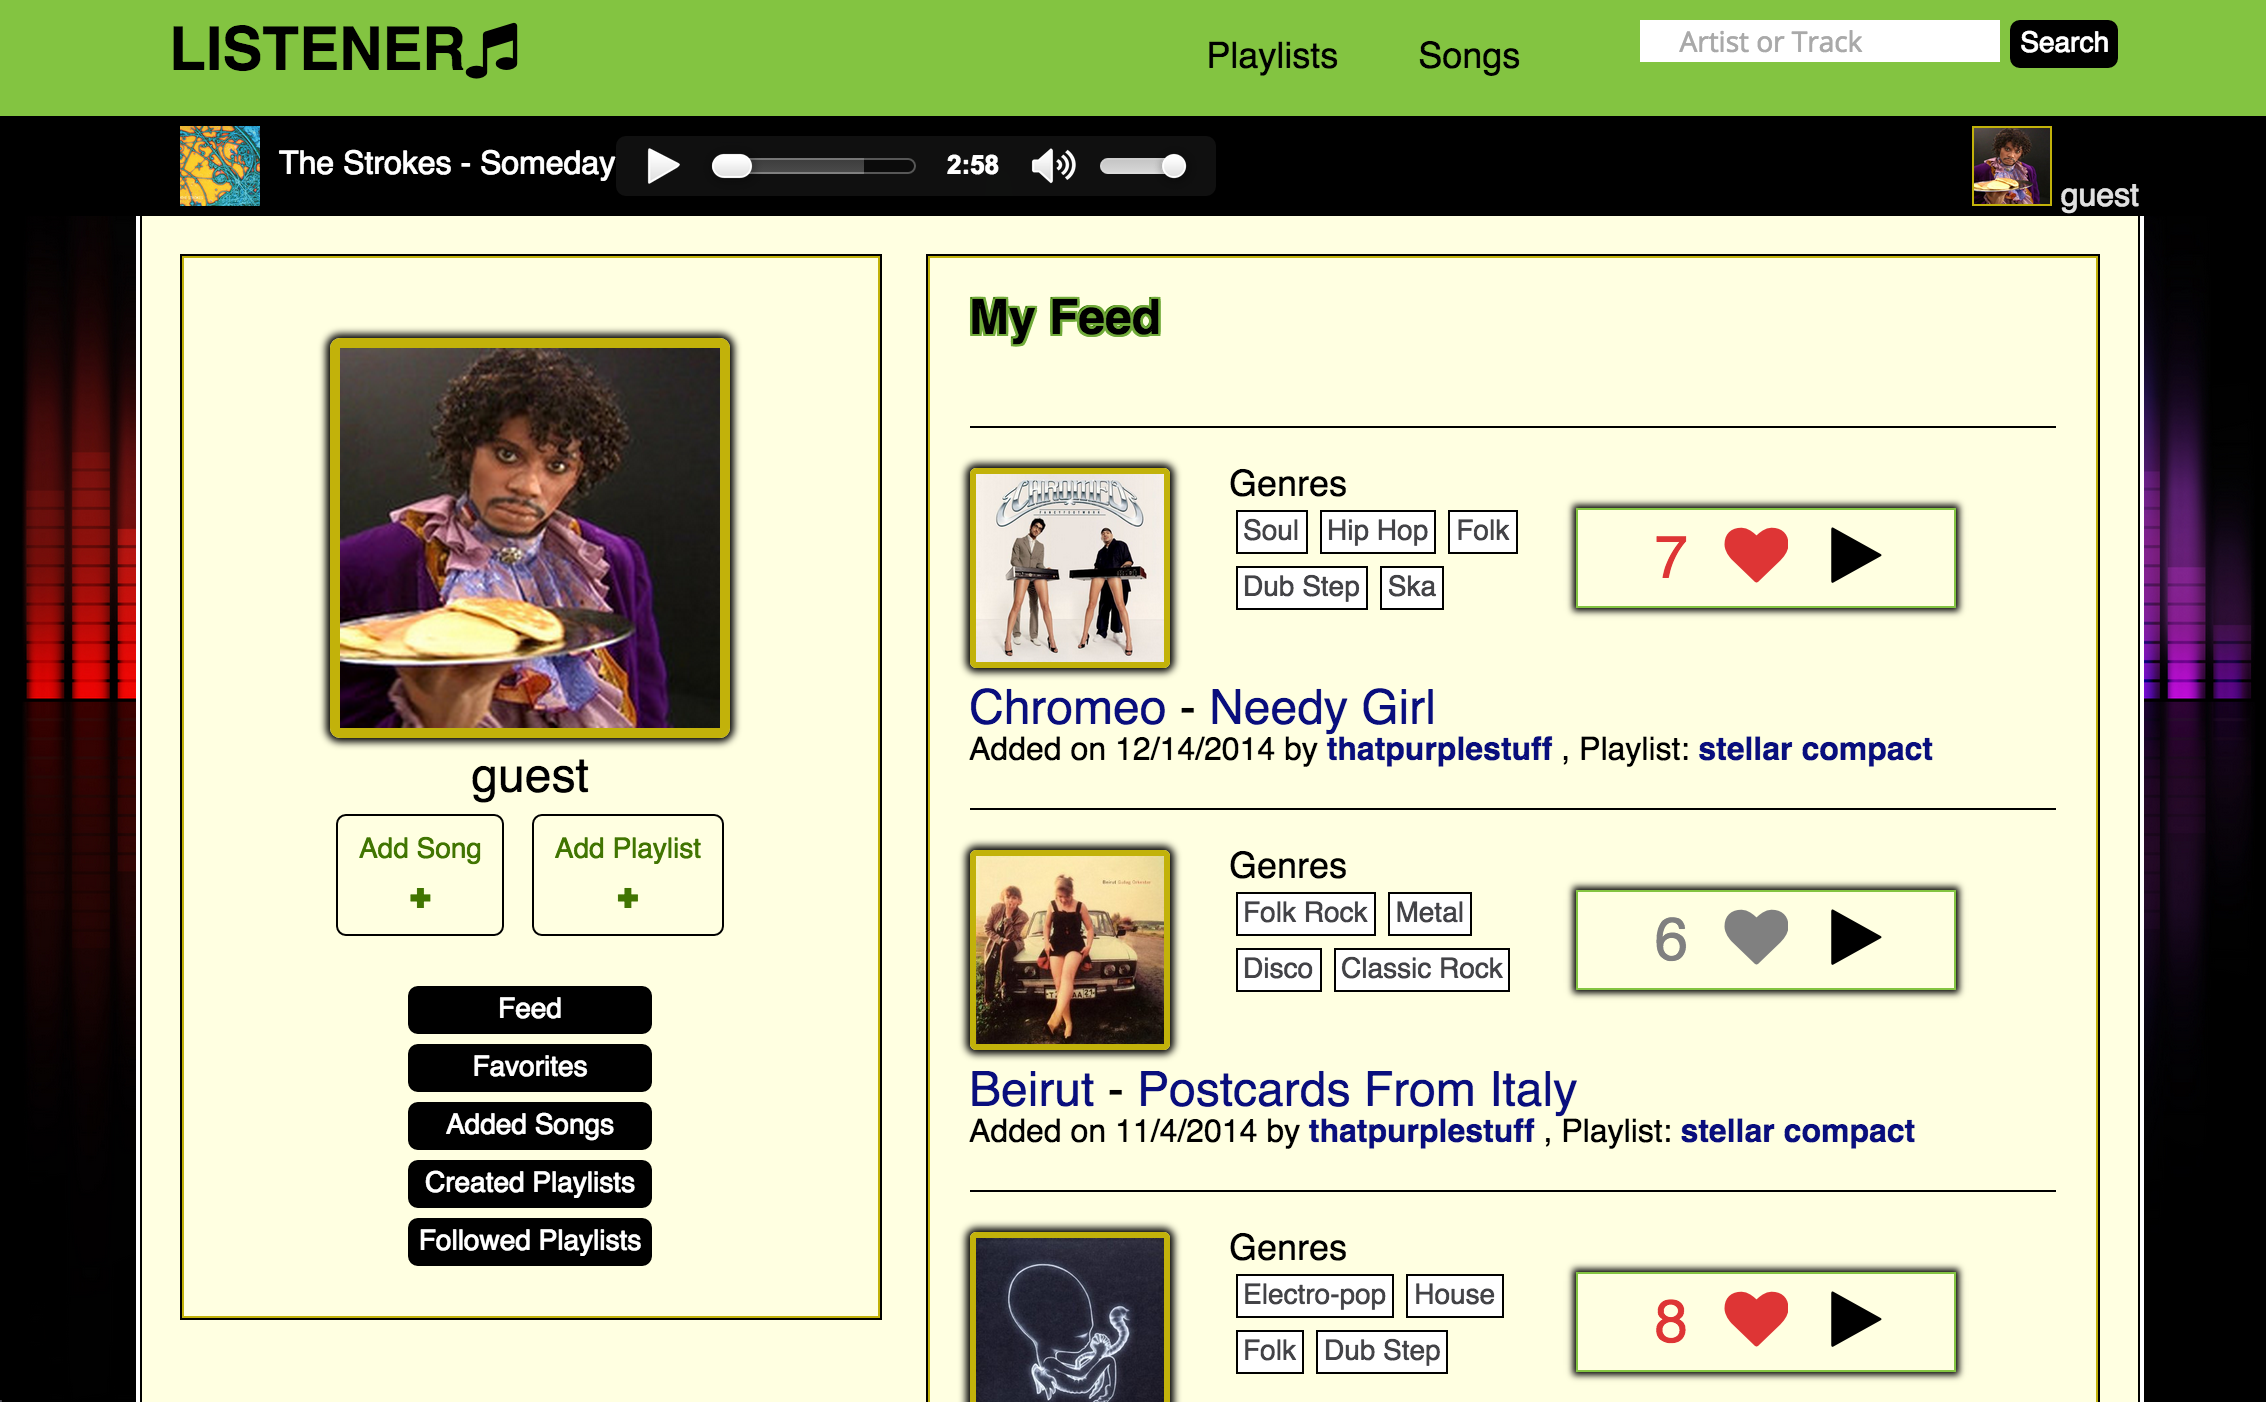 LISTENER
Playlists Songs Artist or Track Search
The Strokes - Someday 2:58
guest
guest
Add Song Add Playlist
Feed
Favorites
Added Songs
Created Playlists
Followed Playlists
My Feed
CHROMEO
Genres
Soul Hip Hop Folk
Dub Step Ska
7
Chromeo - Needy Girl
Added on 12/14/2014 by thatpurplestuff , Playlist: stellar compact
Genres
Folk Rock Metal
Disco Classic Rock
6
Beirut - Postcards From Italy
Added on 11/4/2014 by thatpurplestuff , Playlist: stellar compact
Genres
Electro-pop House
Folk Dub Step
8